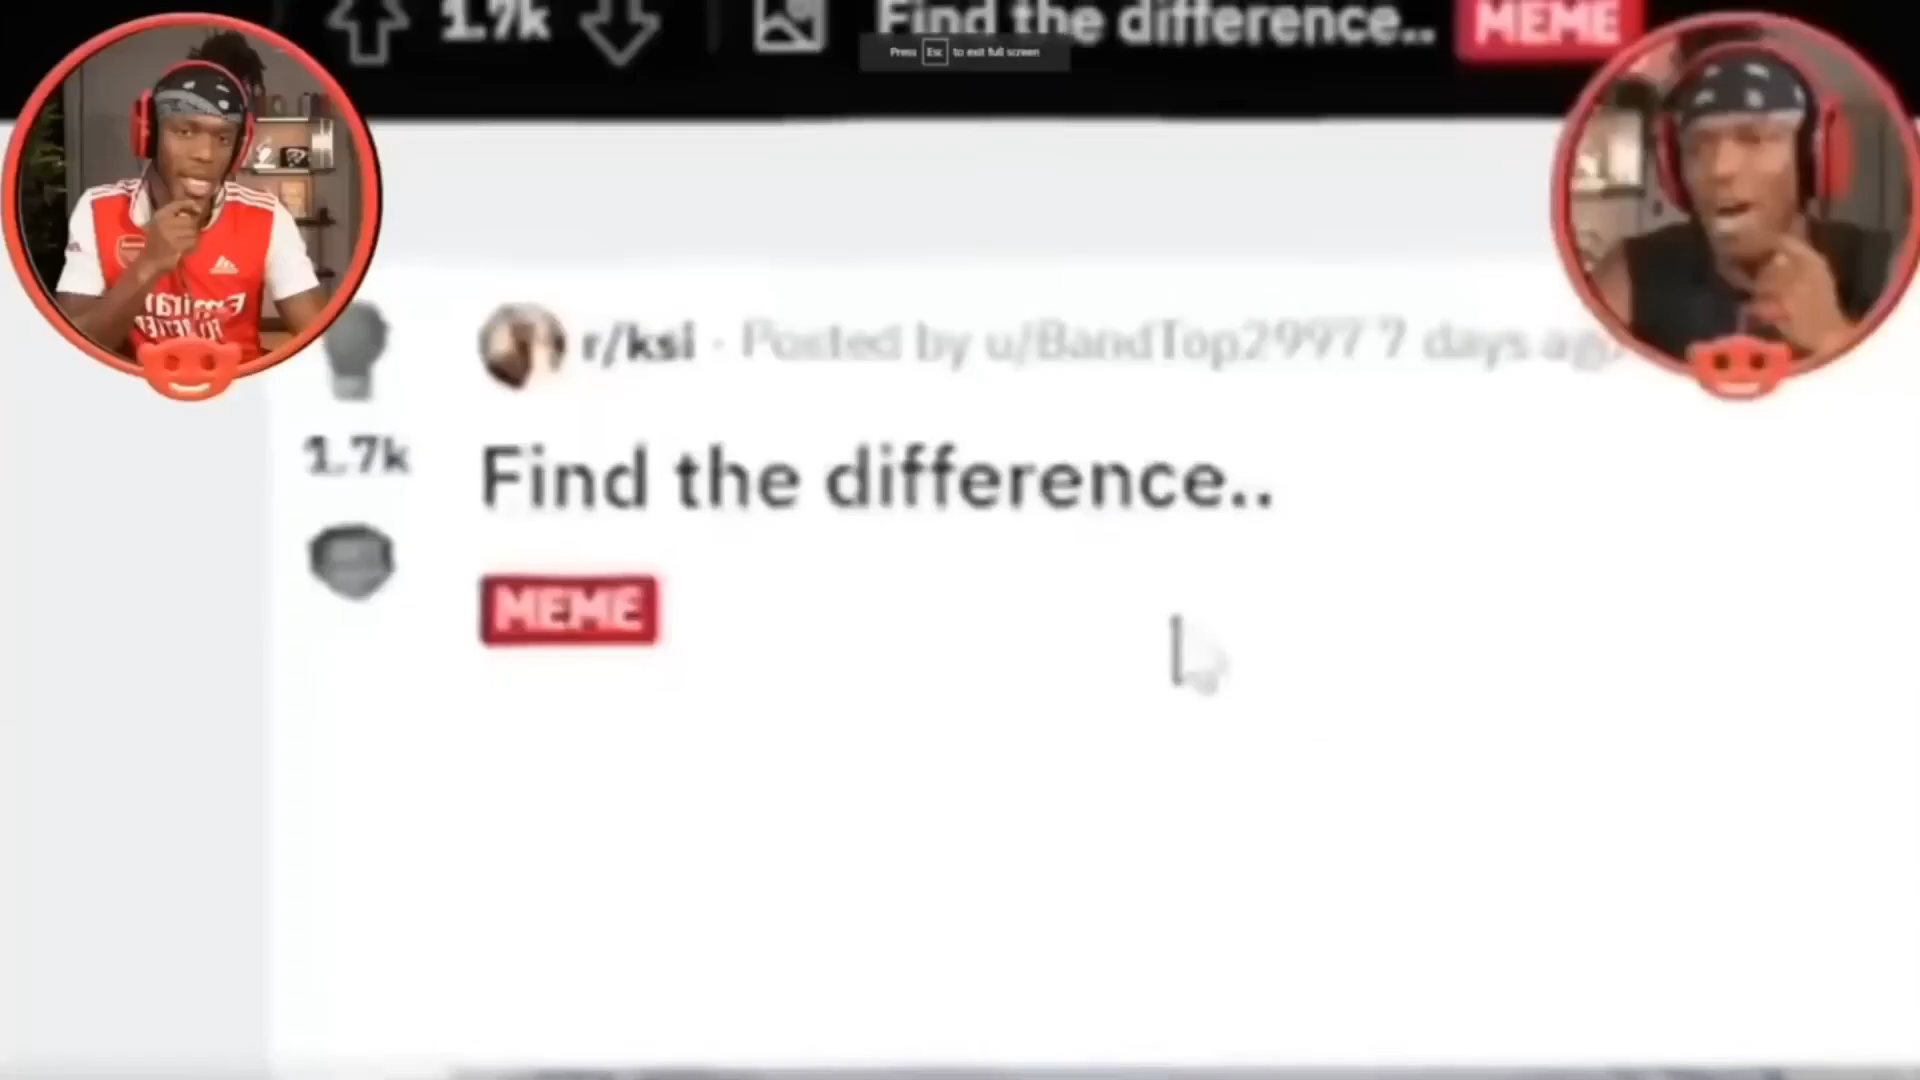 1.7k Find the difference.. MEME
Press Esc to exit full screen
r/ksi · Posted by u/BandTop2997 7 days ago
1.7k
Find the difference..
MEME